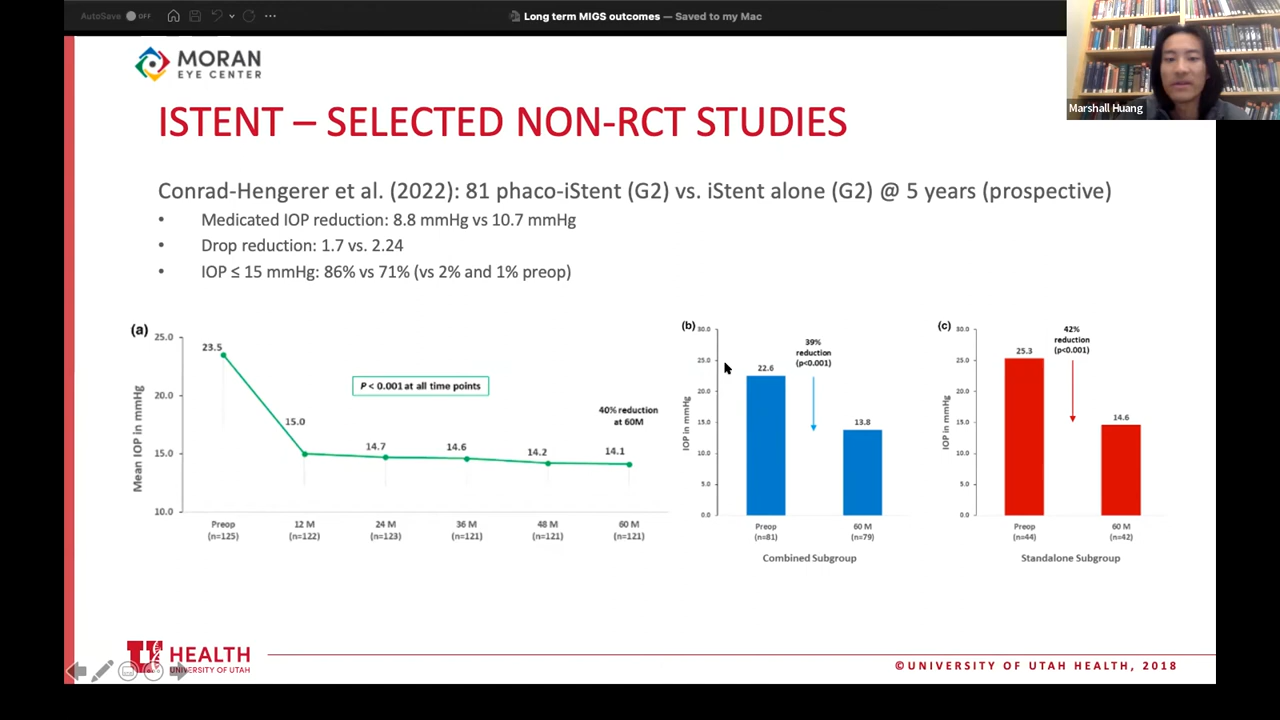 AutoSave OFF
Long term MIGS outcomes — Saved to my Mac
Marshall Huang
MORAN
EYE CENTER
ISTENT – SELECTED NON-RCT STUDIES
Conrad-Hengerer et al. (2022): 81 phaco-iStent (G2) vs. iStent alone (G2) @ 5 years (prospective)
• Medicated IOP reduction: 8.8 mmHg vs 10.7 mmHg
• Drop reduction: 1.7 vs. 2.24
• IOP ≤ 15 mmHg: 86% vs 71% (vs 2% and 1% preop)
(a)
Mean IOP in mmHg
25.0
20.0
15.0
10.0
23.5
15.0
14.7
14.6
14.2
14.1
P < 0.001 at all time points
40% reduction
at 60M
Preop 12 M 24 M 36 M 48 M 60 M
(n=125) (n=122) (n=123) (n=121) (n=121) (n=121)
(b)
IOP in mmHg
30.0
25.0
20.0
15.0
10.0
5.0
0.0
22.6
39%
reduction
(p<0.001)
13.8
Preop 60 M
(n=81) (n=79)
Combined Subgroup
(c)
IOP in mmHg
30.0
25.0
20.0
15.0
10.0
5.0
0.0
25.3
42%
reduction
(p<0.001)
14.6
Preop 60 M
(n=44) (n=42)
Standalone Subgroup
U HEALTH
UNIVERSITY OF UTAH
©UNIVERSITY OF UTAH HEALTH, 2018